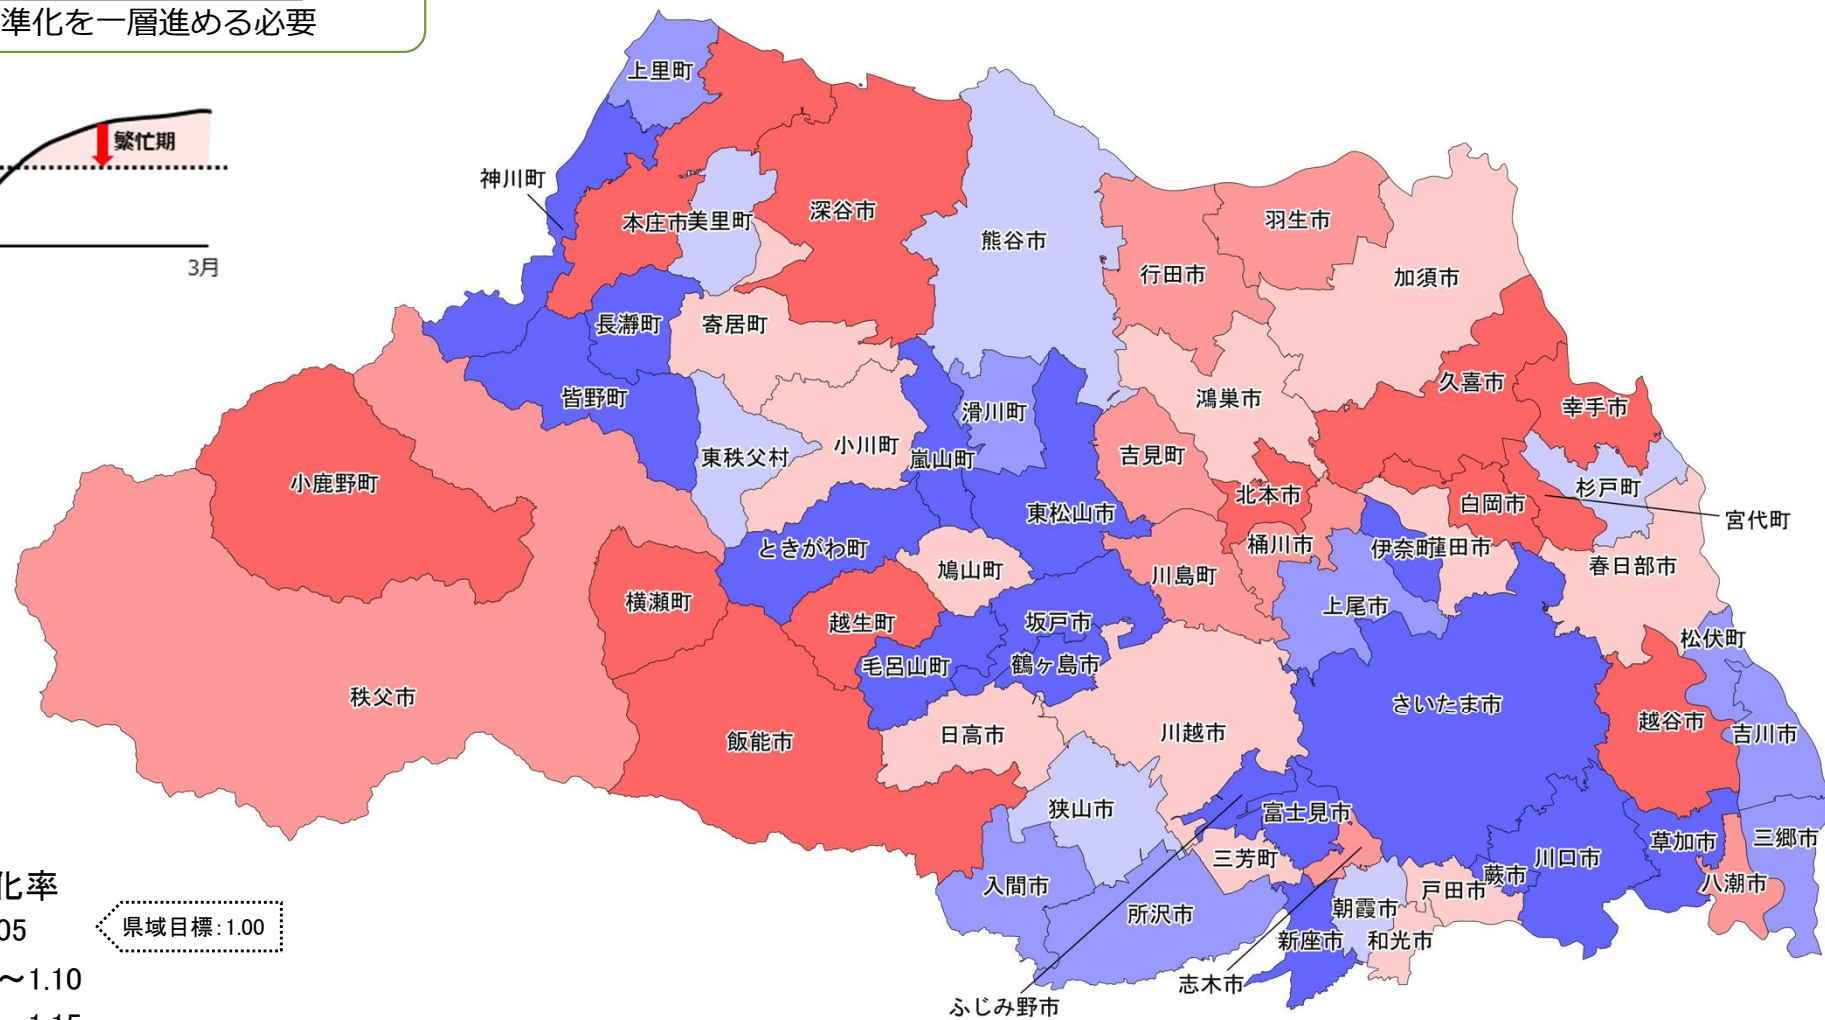 準化を一層進める必要
繁忙期
3月
上里町
神川町
本庄市
美里町
深谷市
熊谷市
行田市
羽生市
加須市
長瀞町
寄居町
皆野町
東秩父村
小川町
嵐山町
滑川町
東松山市
吉見町
鴻巣市
久喜市
幸手市
杉戸町
宮代町
白岡市
北本市
桶川市
伊奈町
蓮田市
春日部市
小鹿野町
ときがわ町
鳩山町
川島町
上尾市
横瀬町
越生町
坂戸市
毛呂山町
鶴ヶ島市
松伏町
秩父市
飯能市
日高市
川越市
さいたま市
越谷市
吉川市
狭山市
富士見市
三芳町
川口市
草加市
三郷市
入間市
所沢市
朝霞市
戸田市
蕨市
八潮市
新座市
和光市
志木市
ふじみ野市
化率
05
県域目標：1.00
～1.10
1.15